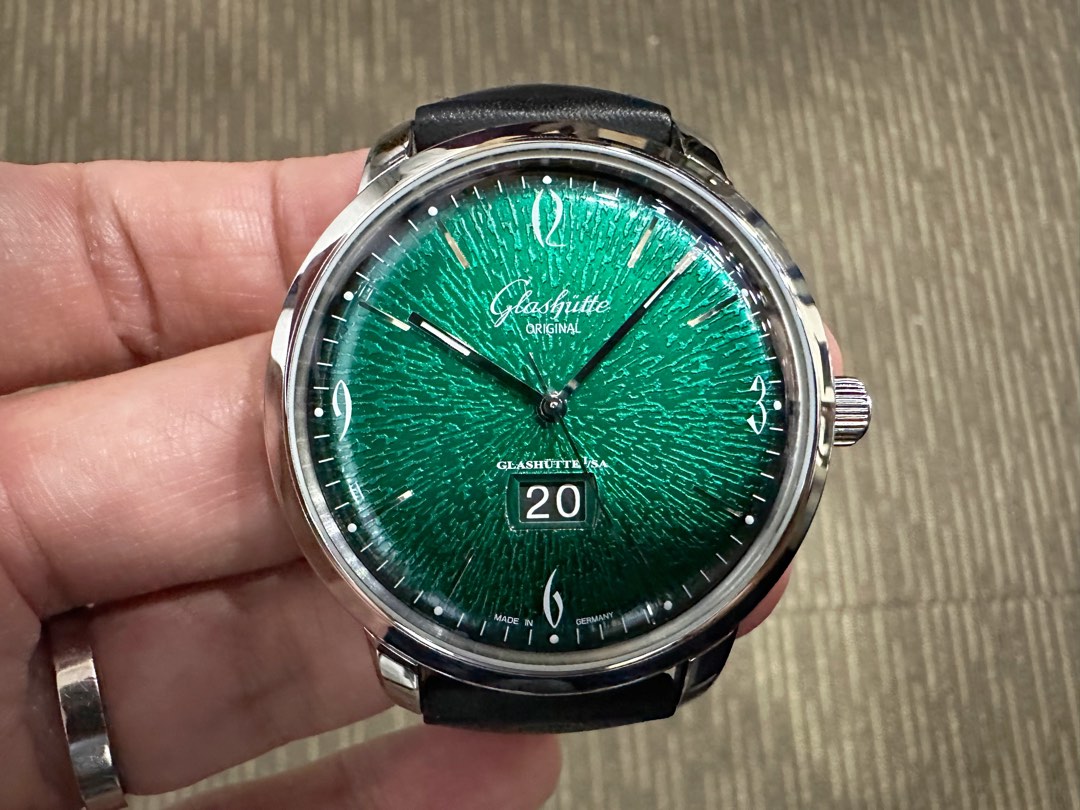 12
Glashütte
ORIGINAL
9
3
GLASHÜTTE I/SA
20
6
MADE IN GERMANY